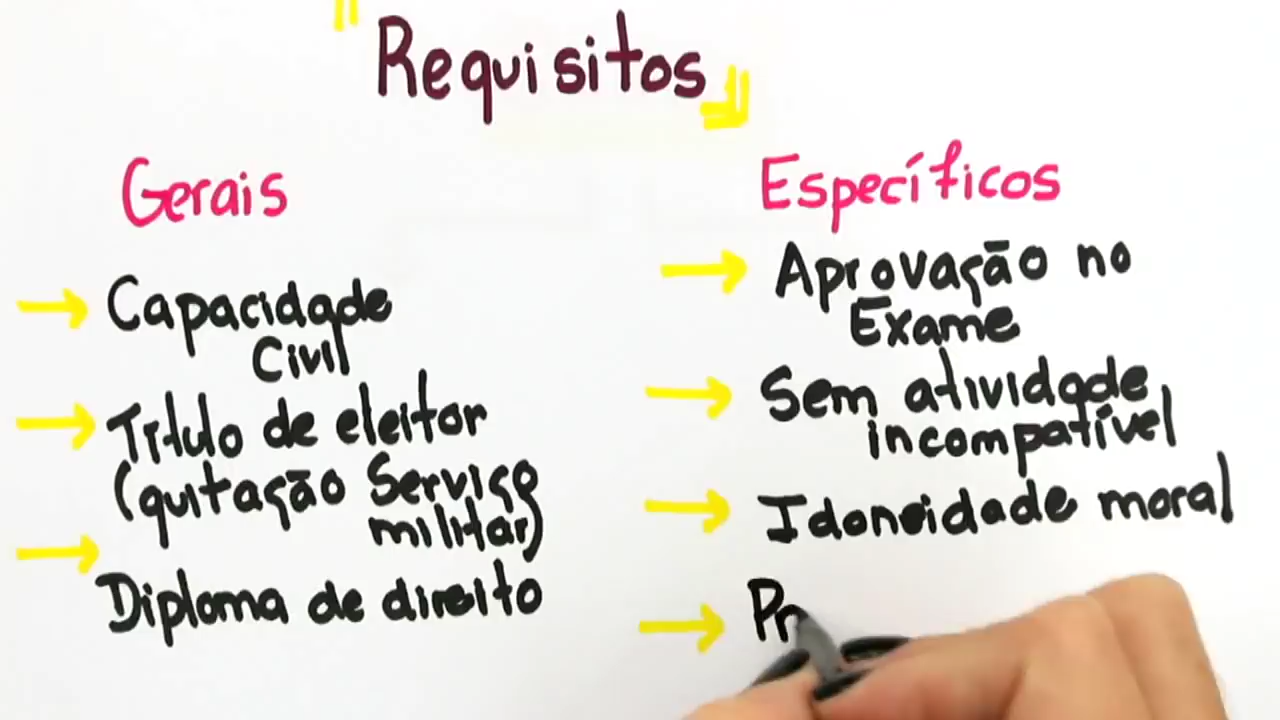 Requisitos
Gerais
Capacidade
Civil
Título de eleitor
(quitação Serviço
militar)
Diploma de direito
Específicos
Aprovação no
Exame
Sem atividade
incompatível
Idoneidade moral
Pr